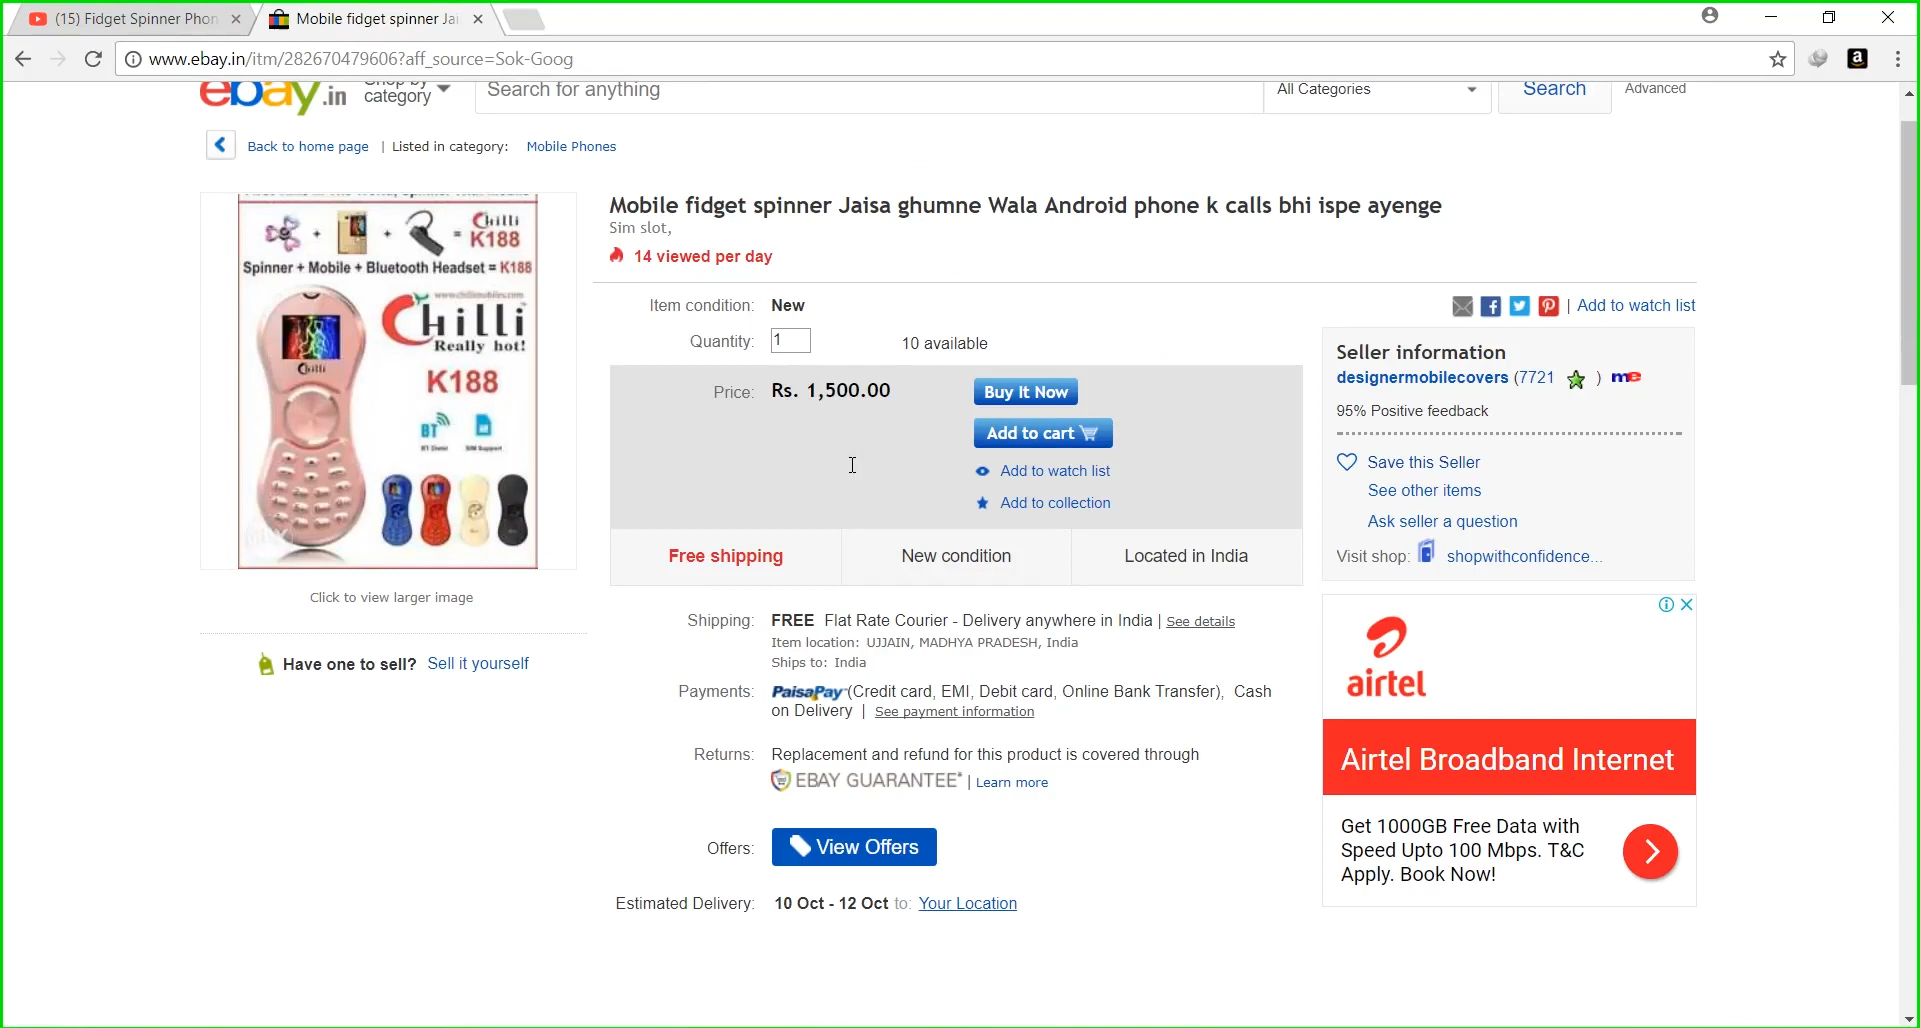 (15) Fidget Spinner Phon
Mobile fidget spinner Jai
www.ebay.in/itm/282670479606?aff_source=Sok-Goog
ebay.in
Shop by category
Search for anything
All Categories
Search
Advanced
Back to home page | Listed in category: Mobile Phones
Chilli
K188
Spinner + Mobile + Bluetooth Headset = K188
www.chillimobiles.com
Chilli
Really hot!
Chilli
K188
BT
BT Dialer
SIM Support
Click to view larger image
Have one to sell? Sell it yourself
Mobile fidget spinner Jaisa ghumne Wala Android phone k calls bhi ispe ayenge
Sim slot,
14 viewed per day
Item condition: New
Quantity: 1
10 available
Price: Rs. 1,500.00
Buy It Now
Add to cart
Add to watch list
Add to collection
Free shipping
New condition
Located in India
Shipping: FREE Flat Rate Courier - Delivery anywhere in India | See details
Item location: UJJAIN, MADHYA PRADESH, India
Ships to: India
Payments: PaisaPay (Credit card, EMI, Debit card, Online Bank Transfer), Cash
on Delivery | See payment information
Returns: Replacement and refund for this product is covered through
EBAY GUARANTEE* | Learn more
Offers: View Offers
Estimated Delivery: 10 Oct - 12 Oct to: Your Location
| Add to watch list
Seller information
designermobilecovers (7721 ) me
95% Positive feedback
Save this Seller
See other items
Ask seller a question
Visit shop: shopwithconfidence...
airtel
Airtel Broadband Internet
Get 1000GB Free Data with
Speed Upto 100 Mbps. T&C
Apply. Book Now!